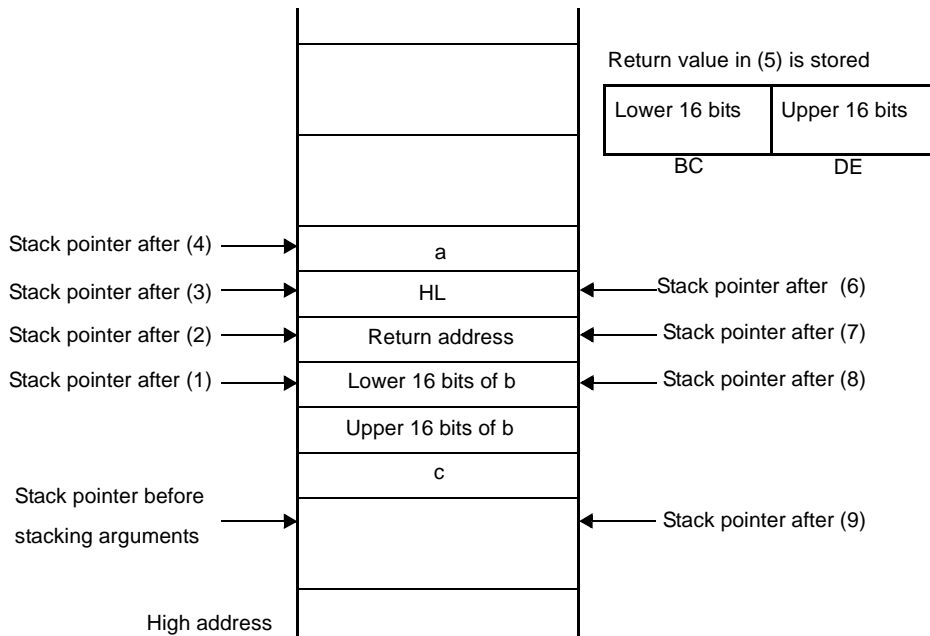 Return value in (5) is stored
Lower 16 bits Upper 16 bits
BC DE
Stack pointer after (4)
a
Stack pointer after (3)
HL
Stack pointer after (6)
Stack pointer after (2)
Return address
Stack pointer after (7)
Stack pointer after (1)
Lower 16 bits of b
Stack pointer after (8)
Upper 16 bits of b
c
Stack pointer before
stacking arguments
Stack pointer after (9)
High address